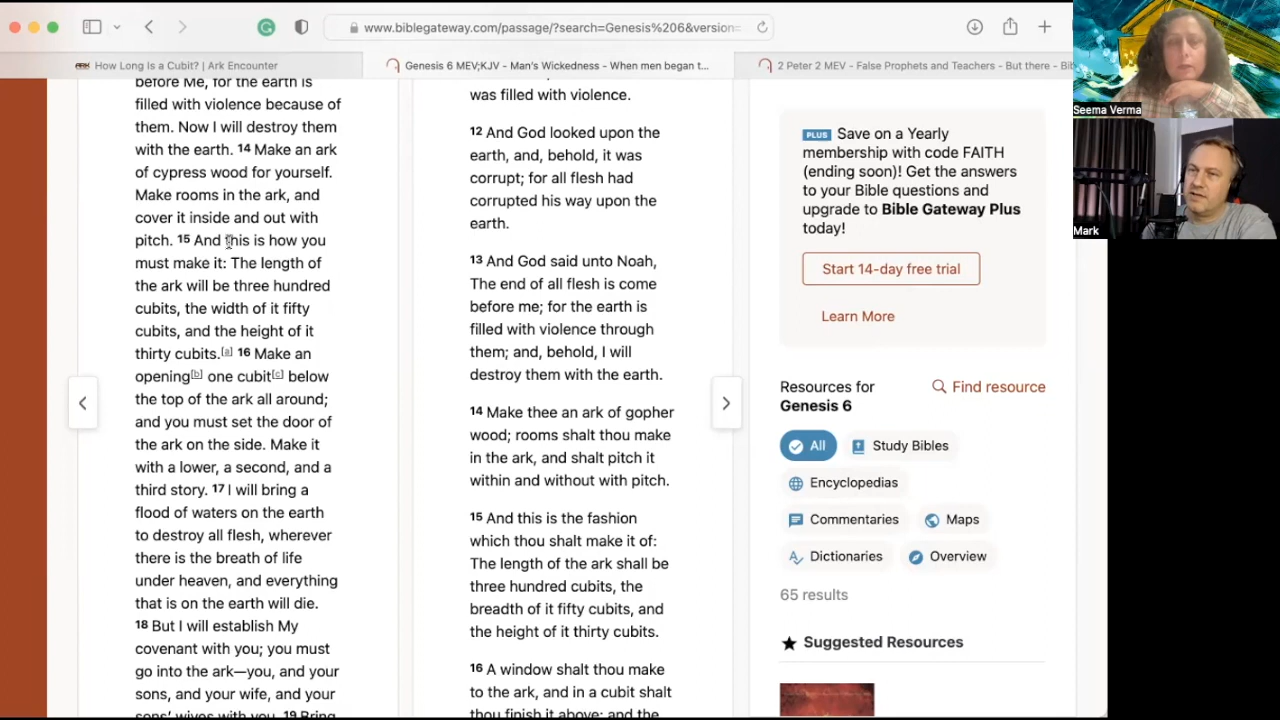 www.biblegateway.com/passage/?search=Genesis%206&version=
How Long Is a Cubit? | Ark Encounter
Genesis 6 MEV;KJV - Man's Wickedness - When men began t...
2 Peter 2 MEV - False Prophets and Teachers - But there - Bib
before Me, for the earth is
filled with violence because of
them. Now I will destroy them
with the earth. 14 Make an ark
of cypress wood for yourself.
Make rooms in the ark, and
cover it inside and out with
pitch. 15 And this is how you
must make it: The length of
the ark will be three hundred
cubits, the width of it fifty
cubits, and the height of it
thirty cubits.[a] 16 Make an
opening[b] one cubit[c] below
the top of the ark all around;
and you must set the door of
the ark on the side. Make it
with a lower, a second, and a
third story. 17 I will bring a
flood of waters on the earth
to destroy all flesh, wherever
there is the breath of life
under heaven, and everything
that is on the earth will die.
18 But I will establish My
covenant with you; you must
go into the ark—you, and your
sons, and your wife, and your
sons' wives with you. 19 Bring
was filled with violence.
12 And God looked upon the
earth, and, behold, it was
corrupt; for all flesh had
corrupted his way upon the
earth.
13 And God said unto Noah,
The end of all flesh is come
before me; for the earth is
filled with violence through
them; and, behold, I will
destroy them with the earth.
14 Make thee an ark of gopher
wood; rooms shalt thou make
in the ark, and shalt pitch it
within and without with pitch.
15 And this is the fashion
which thou shalt make it of:
The length of the ark shall be
three hundred cubits, the
breadth of it fifty cubits, and
the height of it thirty cubits.
16 A window shalt thou make
to the ark, and in a cubit shalt
thou finish it above; and the
PLUS Save on a Yearly
membership with code FAITH
(ending soon)! Get the answers
to your Bible questions and
upgrade to Bible Gateway Plus
today!
Start 14-day free trial
Learn More
Resources for
Genesis 6
Find resource
All
Study Bibles
Encyclopedias
Commentaries
Maps
Dictionaries
Overview
65 results
Suggested Resources
Seema Verma
Mark